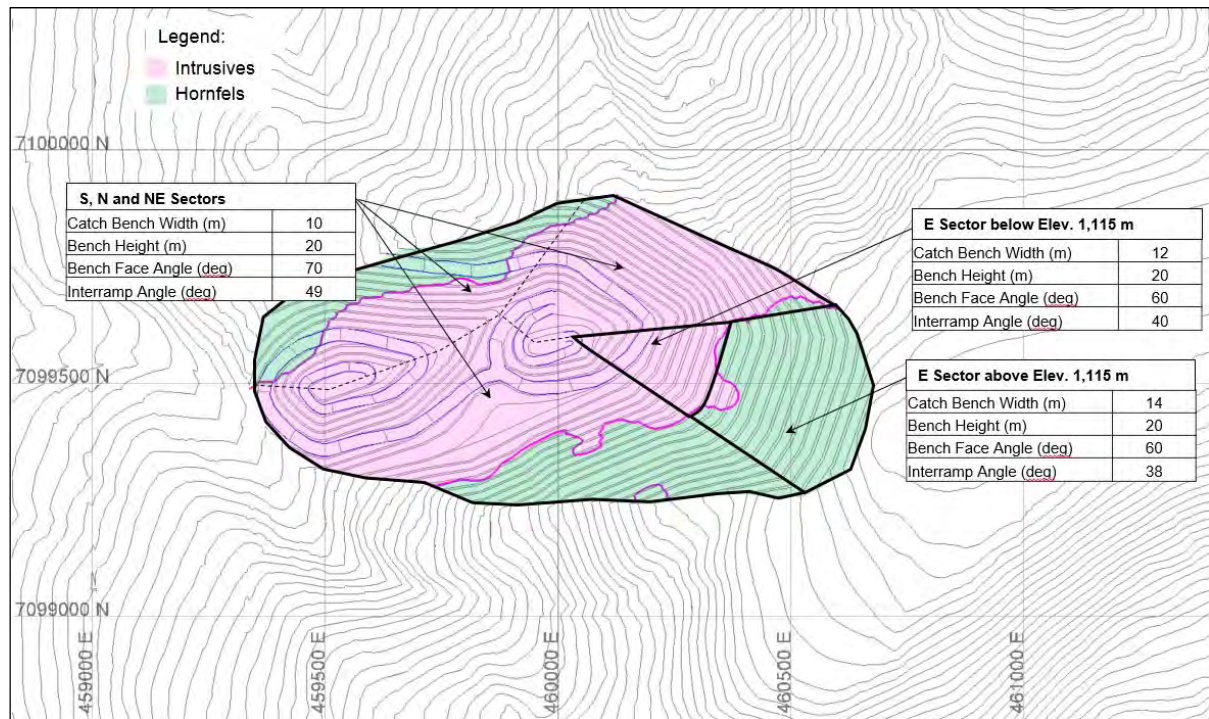 Legend:
Intrusives
Hornfels
7100000 N
S, N and NE Sectors
Catch Bench Width (m) 10
Bench Height (m) 20
Bench Face Angle (deg) 70
Interramp Angle (deg) 49
E Sector below Elev. 1,115 m
Catch Bench Width (m) 12
Bench Height (m) 20
Bench Face Angle (deg) 60
Interramp Angle (deg) 40
7099500 N
E Sector above Elev. 1,115 m
Catch Bench Width (m) 14
Bench Height (m) 20
Bench Face Angle (deg) 60
Interramp Angle (deg) 38
7099000 N
459000 E
459500 E
460000 E
460500 E
461000 E